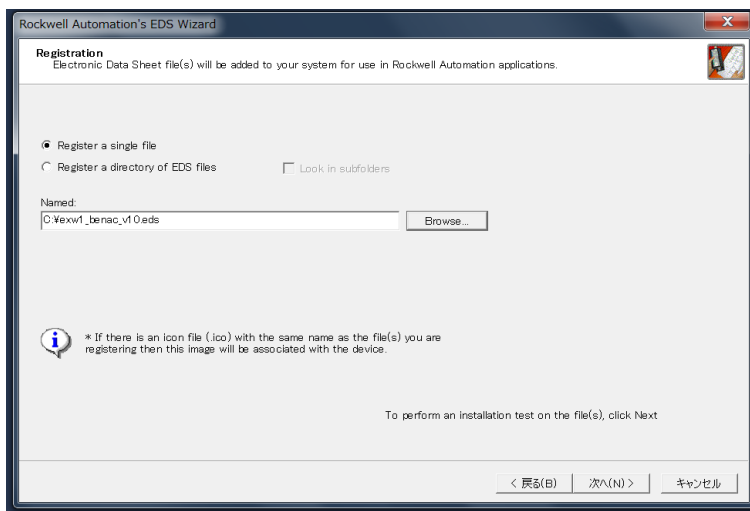 Rockwell Automation's EDS Wizard
Registration
Electronic Data Sheet file(s) will be added to your system for use in Rockwell Automation applications.
Register a single file
Register a directory of EDS files
Look in subfolders
Named:
C:¥exw1_benac_v10.eds
Browse...
* If there is an icon file (.ico) with the same name as the file(s) you are
registering then this image will be associated with the device.
To perform an installation test on the file(s), click Next
< 戻る(B)
次へ(N) >
キャンセル